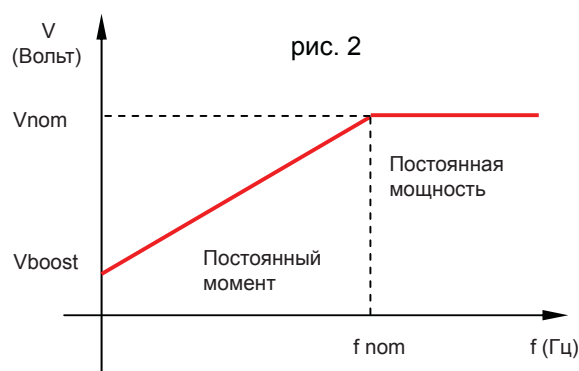 V
(Вольт)
рис. 2
Vnom
Постоянная
мощность
Vboost
Постоянный
момент
f nom
f (Гц)